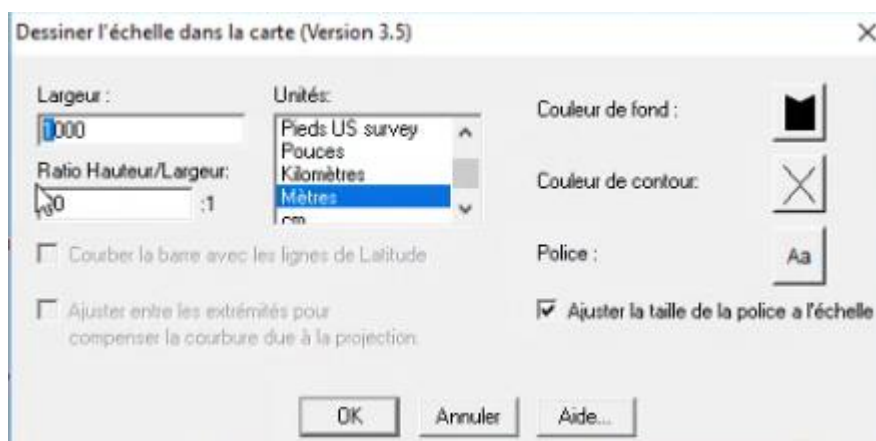 Dessiner l'échelle dans la carte (Version 3.5)
Largeur :
1000
Ratio Hauteur/Largeur:
:1
Unités:
Pieds US survey
Pouces
Kilomètres
Mètres
cm
Courber la barre avec les lignes de Latitude
Ajuster entre les extrémités pour
compenser la courbure due à la projection.
Couleur de fond :
Couleur de contour:
Police :
Aa
Ajuster la taille de la police a l'échelle
OK
Annuler
Aide...